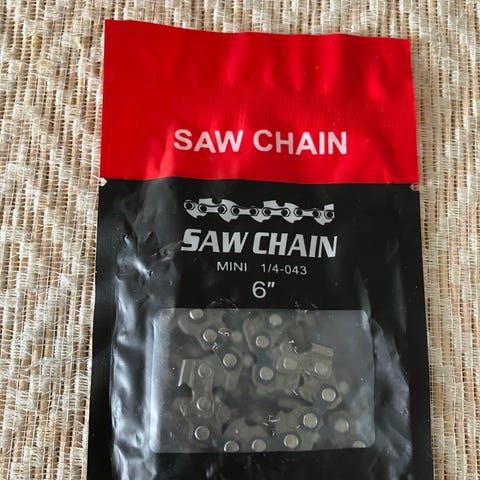 SAW CHAIN
SAW CHAIN
MINI 1/4-043
6"